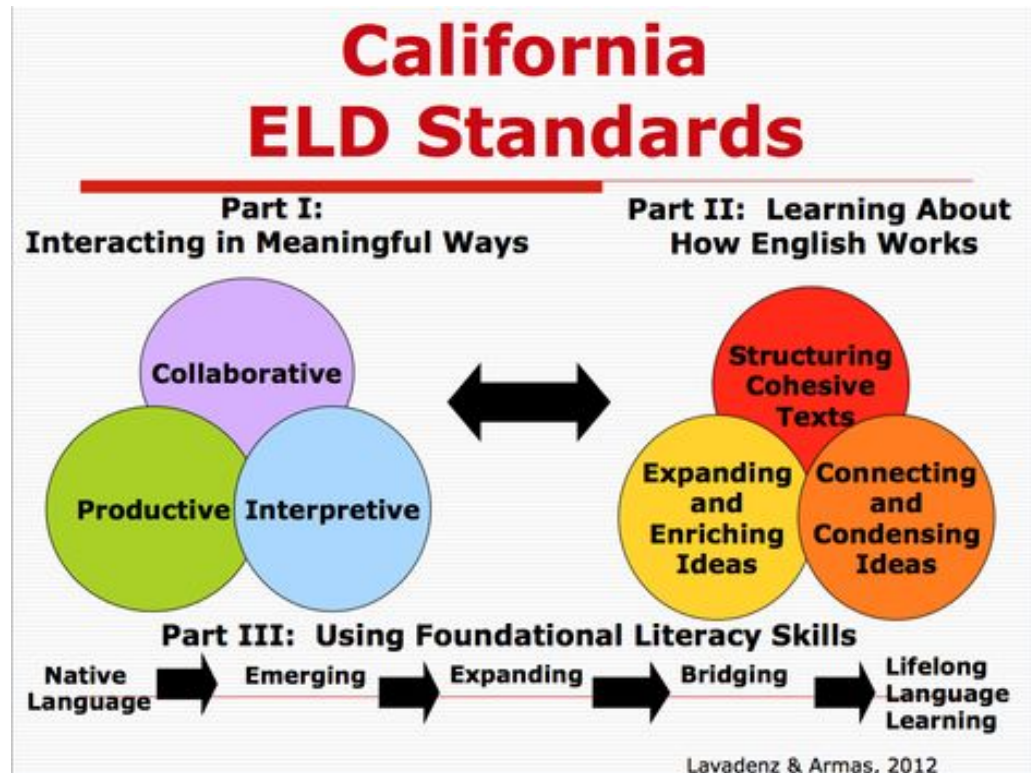 California
ELD Standards
Part I:
Interacting in Meaningful Ways
Part II:  Learning About
How English Works
Collaborative
Productive
Interpretive
Structuring
Cohesive
Texts
Expanding
and
Enriching
Ideas
Connecting
and
Condensing
Ideas
Part III:  Using Foundational Literacy Skills
Native
Language
Emerging
Expanding
Bridging
Lifelong
Language
Learning
Lavadenz & Armas, 2012